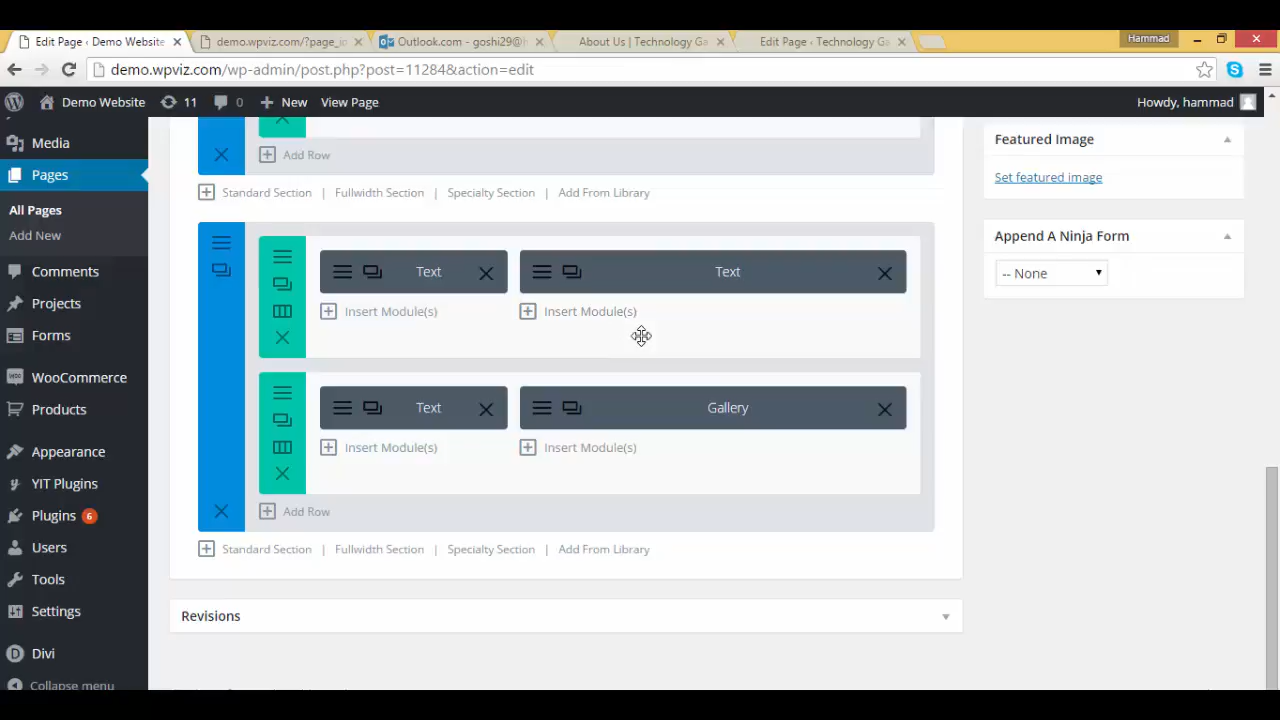 Edit Page ‹ Demo Website
demo.wpviz.com/?page_ic
Outlook.com - goshi29@h
About Us | Technology Ga
Edit Page ‹ Technology Ga
Hammad
demo.wpviz.com/wp-admin/post.php?post=11284&action=edit
Demo Website 11 0 New View Page Howdy, hammad
Media
Pages
All Pages
Add New
Comments
Projects
Forms
WooCommerce
Products
Appearance
YIT Plugins
Plugins 6
Users
Tools
Settings
Divi
Collapse menu
Add Row
Standard Section | Fullwidth Section | Specialty Section | Add From Library
Text Text
Insert Module(s) Insert Module(s)
Text Gallery
Insert Module(s) Insert Module(s)
Add Row
Standard Section | Fullwidth Section | Specialty Section | Add From Library
Revisions
Featured Image
Set featured image
Append A Ninja Form
-- None